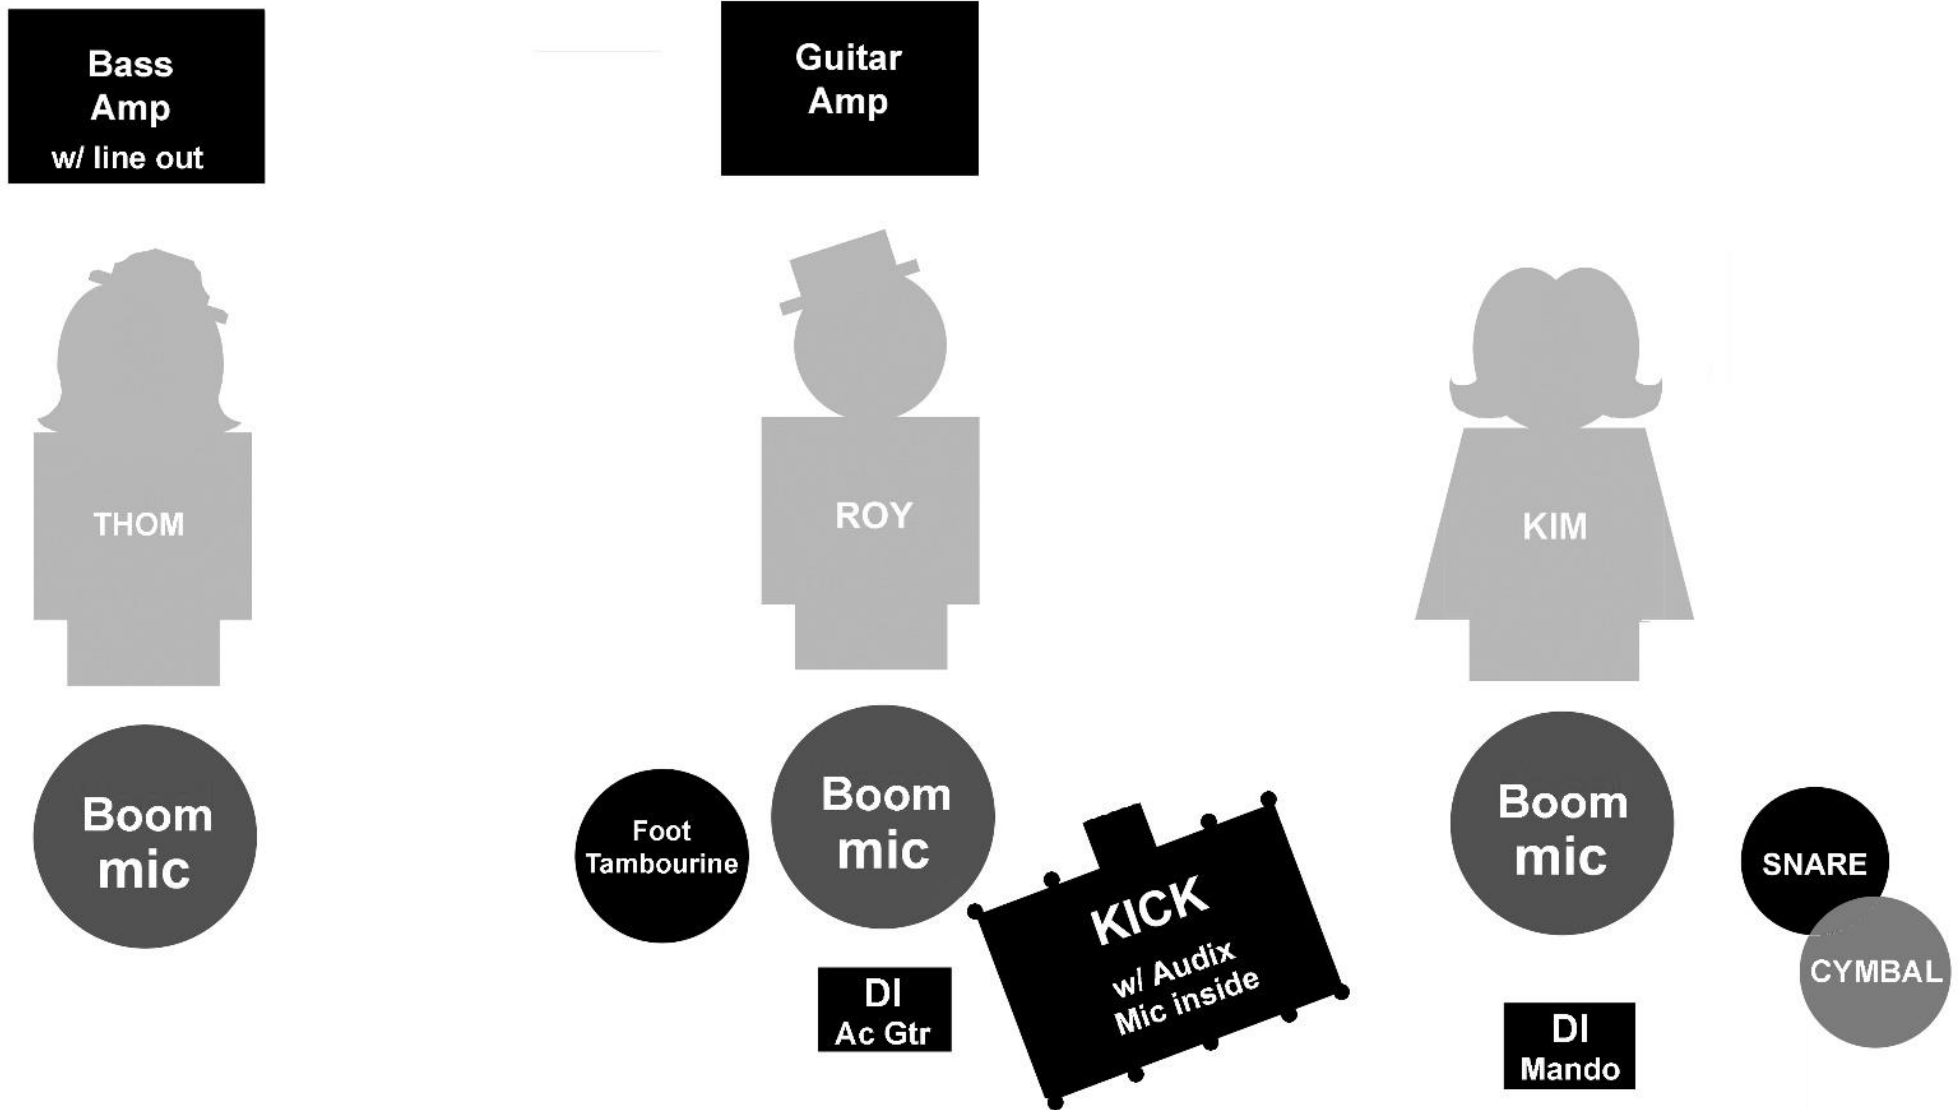 Bass
Amp
w/ line out
Guitar
Amp
THOM
ROY
KIM
Boom
mic
Foot
Tambourine
Boom
mic
KICK
w/ Audix
Mic inside
DI
Ac Gtr
Boom
mic
SNARE
CYMBAL
DI
Mando